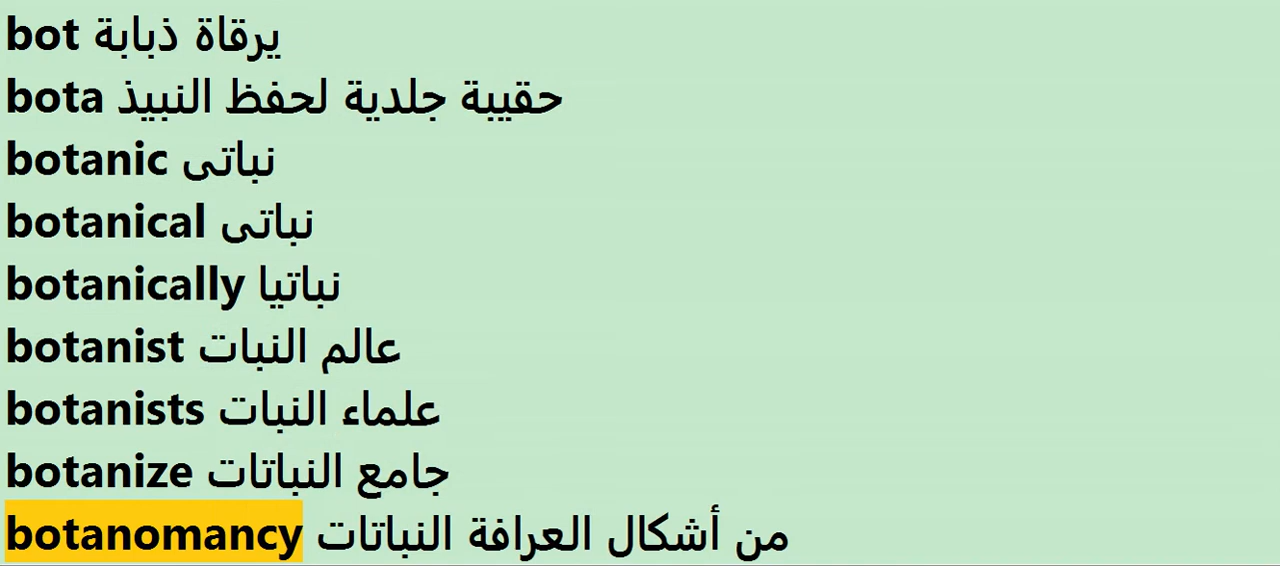 bot يرقاة ذبابة
bota حقيبة جلدية لحفظ النبيذ
botanic نباتى
botanical نباتى
botanically نباتيا
botanist عالم النبات
botanists علماء النبات
botanize جامع النباتات
botanomancy من أشكال العرافة النباتات